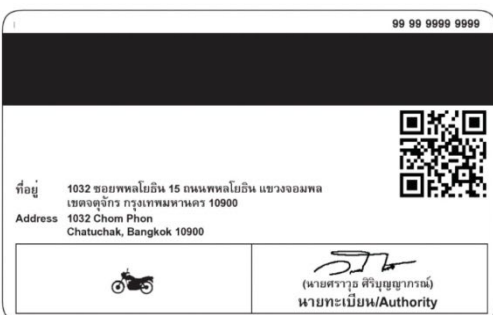 99 99 9999 9999
ที่อยู่ 1032 ซอยพหลโยธิน 15 ถนนพหลโยธิน แขวงจอมพล
เขตจตุจักร กรุงเทพมหานคร 10900
Address 1032 Chom Phon
Chatuchak, Bangkok 10900
(นายศราวุธ ศิริบุญญาภรณ์)
นายทะเบียน/Authority